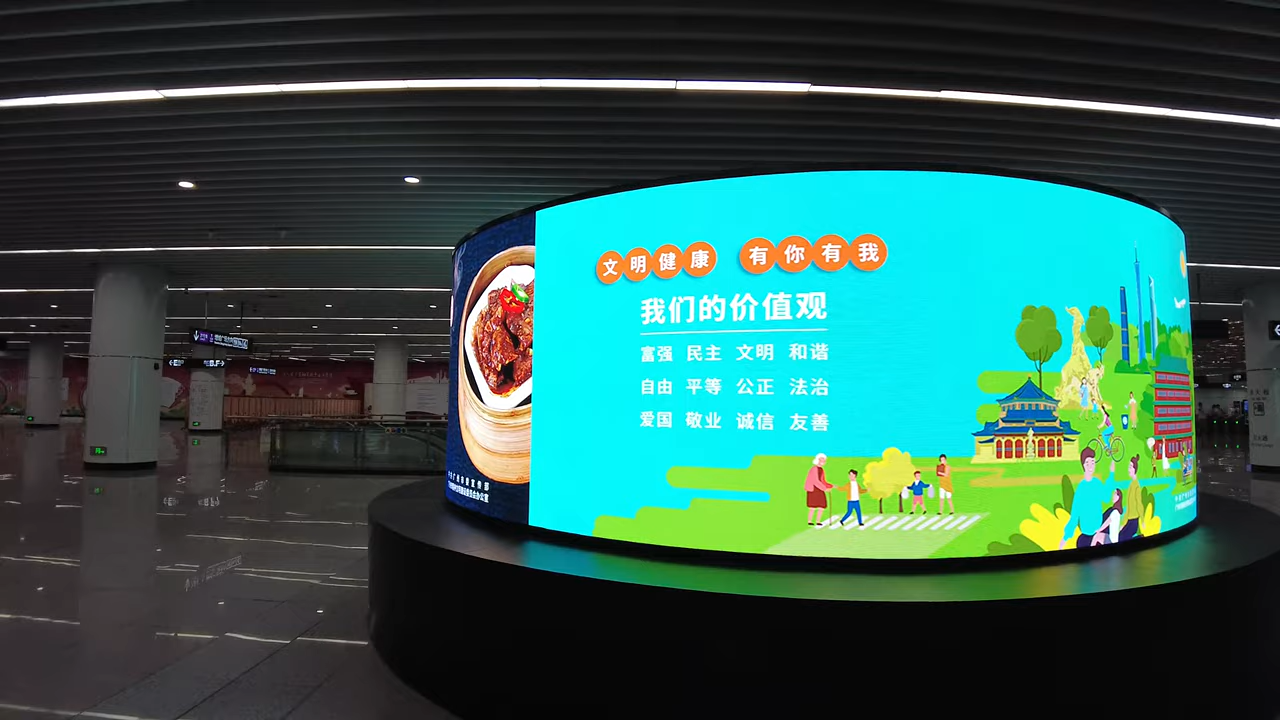 文明健康 有你有我
我们的价值观
富强 民主 文明 和谐
自由 平等 公正 法治
爱国 敬业 诚信 友善